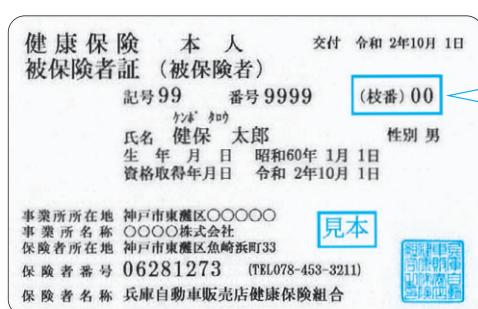 健康保険 本人 交付 令和 2年10月 1日
被保険者証 (被保険者)
記号99 番号9999 (枝番)00
ケンポ タロウ
氏名 健保 太郎 性別 男
生年月日 昭和60年 1月 1日
資格取得年月日 令和 2年10月 1日
事業所所在地 神戸市東灘区○○○○○
事業所名称 ○○○○株式会社
見本
保険者所在地 神戸市東灘区魚崎浜町33
保険者番号 06281273 (TEL078-453-3211)
保険者名称 兵庫自動車販売店健康保険組合